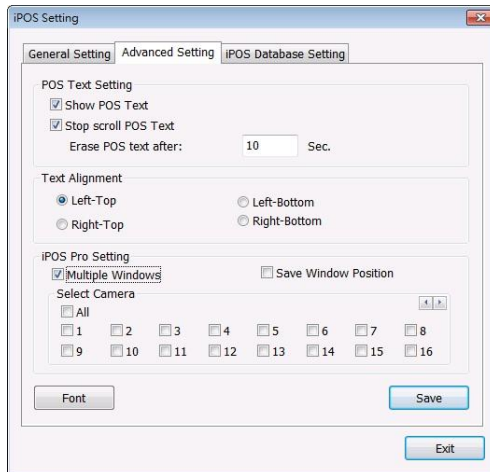 iPOS Setting
General Setting Advanced Setting iPOS Database Setting
POS Text Setting
Show POS Text
Stop scroll POS Text
Erase POS text after: 10 Sec.
Text Alignment
Left-Top Left-Bottom
Right-Top Right-Bottom
iPOS Pro Setting
Multiple Windows Save Window Position
Select Camera
All
1 2 3 4 5 6 7 8
9 10 11 12 13 14 15 16
Font Save
Exit